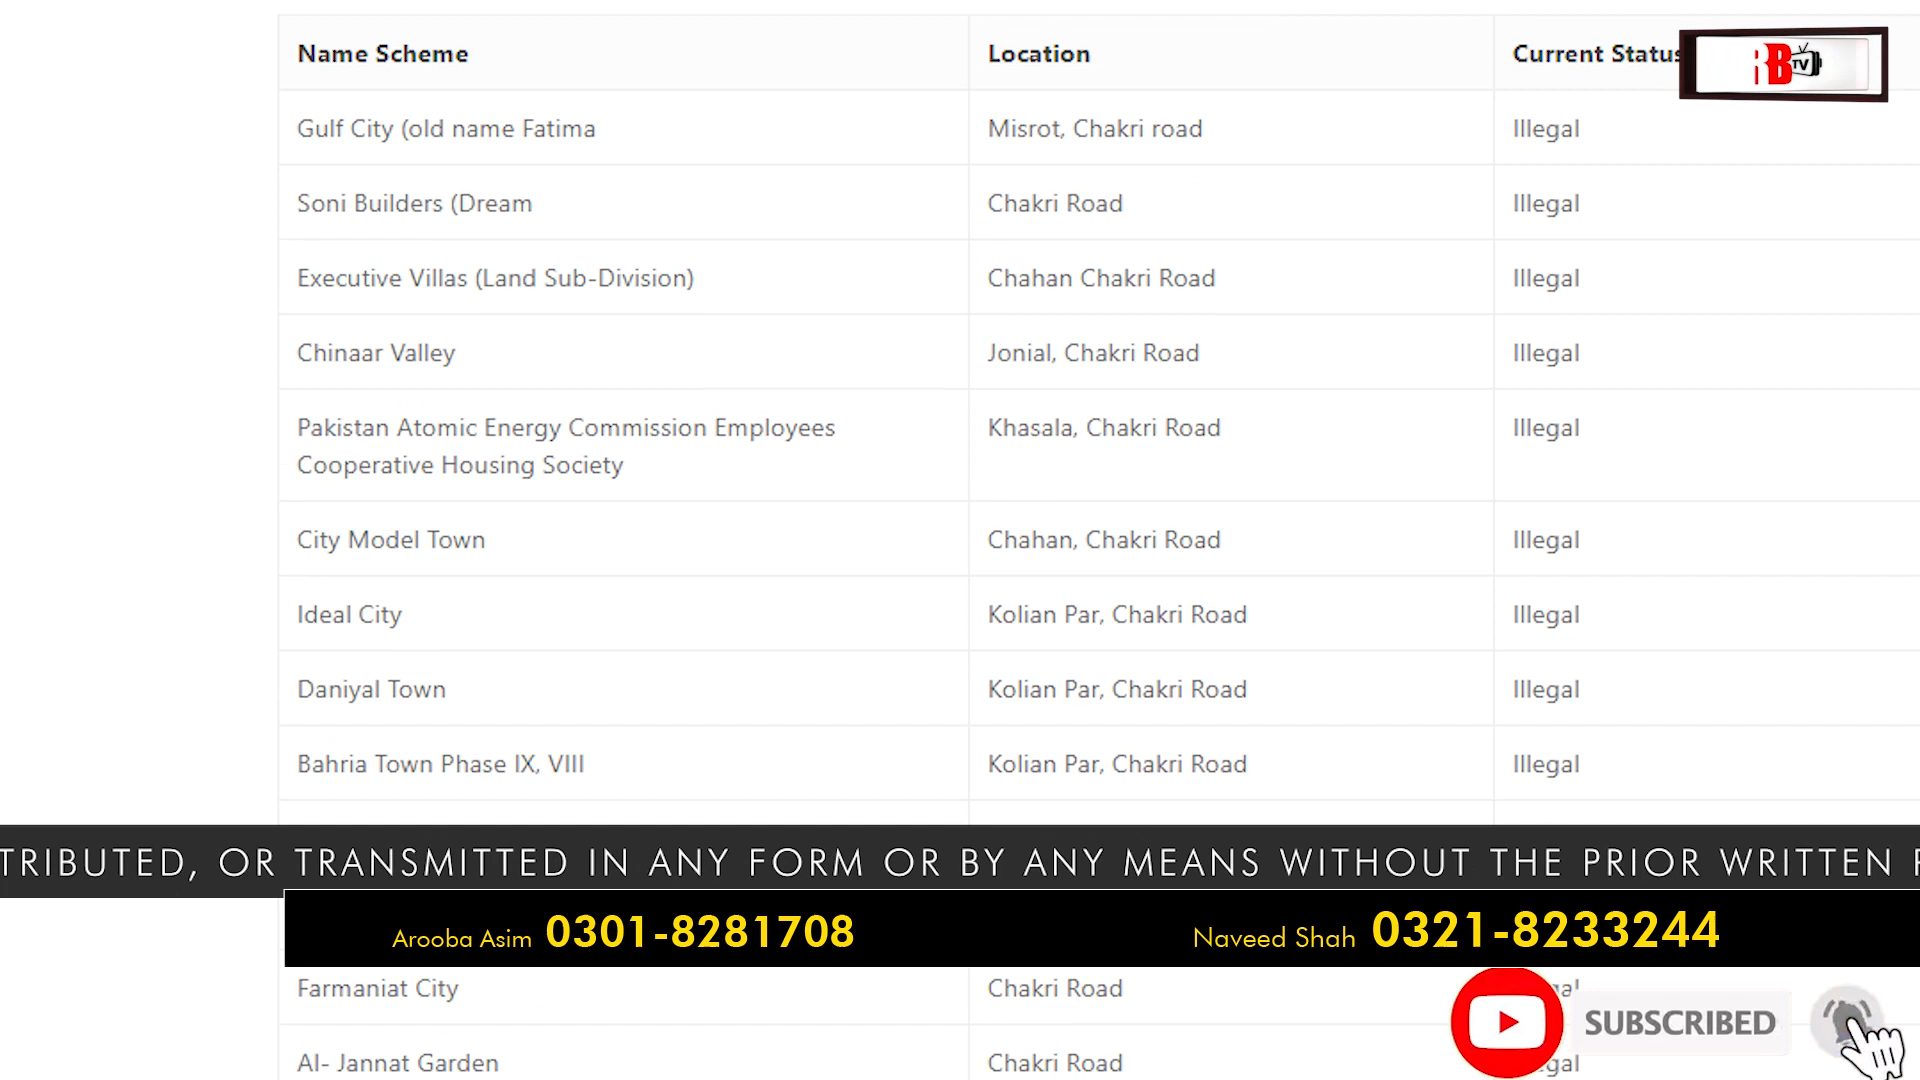 Name Scheme Location Current Status
Gulf City (old name Fatima Misrot, Chakri road Illegal
Soni Builders (Dream Chakri Road Illegal
Executive Villas (Land Sub-Division) Chahan Chakri Road Illegal
Chinaar Valley Jonial, Chakri Road Illegal
Pakistan Atomic Energy Commission Employees Khasala, Chakri Road Illegal
Cooperative Housing Society
City Model Town Chahan, Chakri Road Illegal
Ideal City Kolian Par, Chakri Road Illegal
Daniyal Town Kolian Par, Chakri Road Illegal
Bahria Town Phase IX, VIII Kolian Par, Chakri Road Illegal
TRIBUTED, OR TRANSMITTED IN ANY FORM OR BY ANY MEANS WITHOUT THE PRIOR WRITTEN
Arooba Asim 0301-8281708 Naveed Shah 0321-8233244
Farmaniat City Chakri Road
Al- Jannat Garden Chakri Road
SUBSCRIBED
B TV